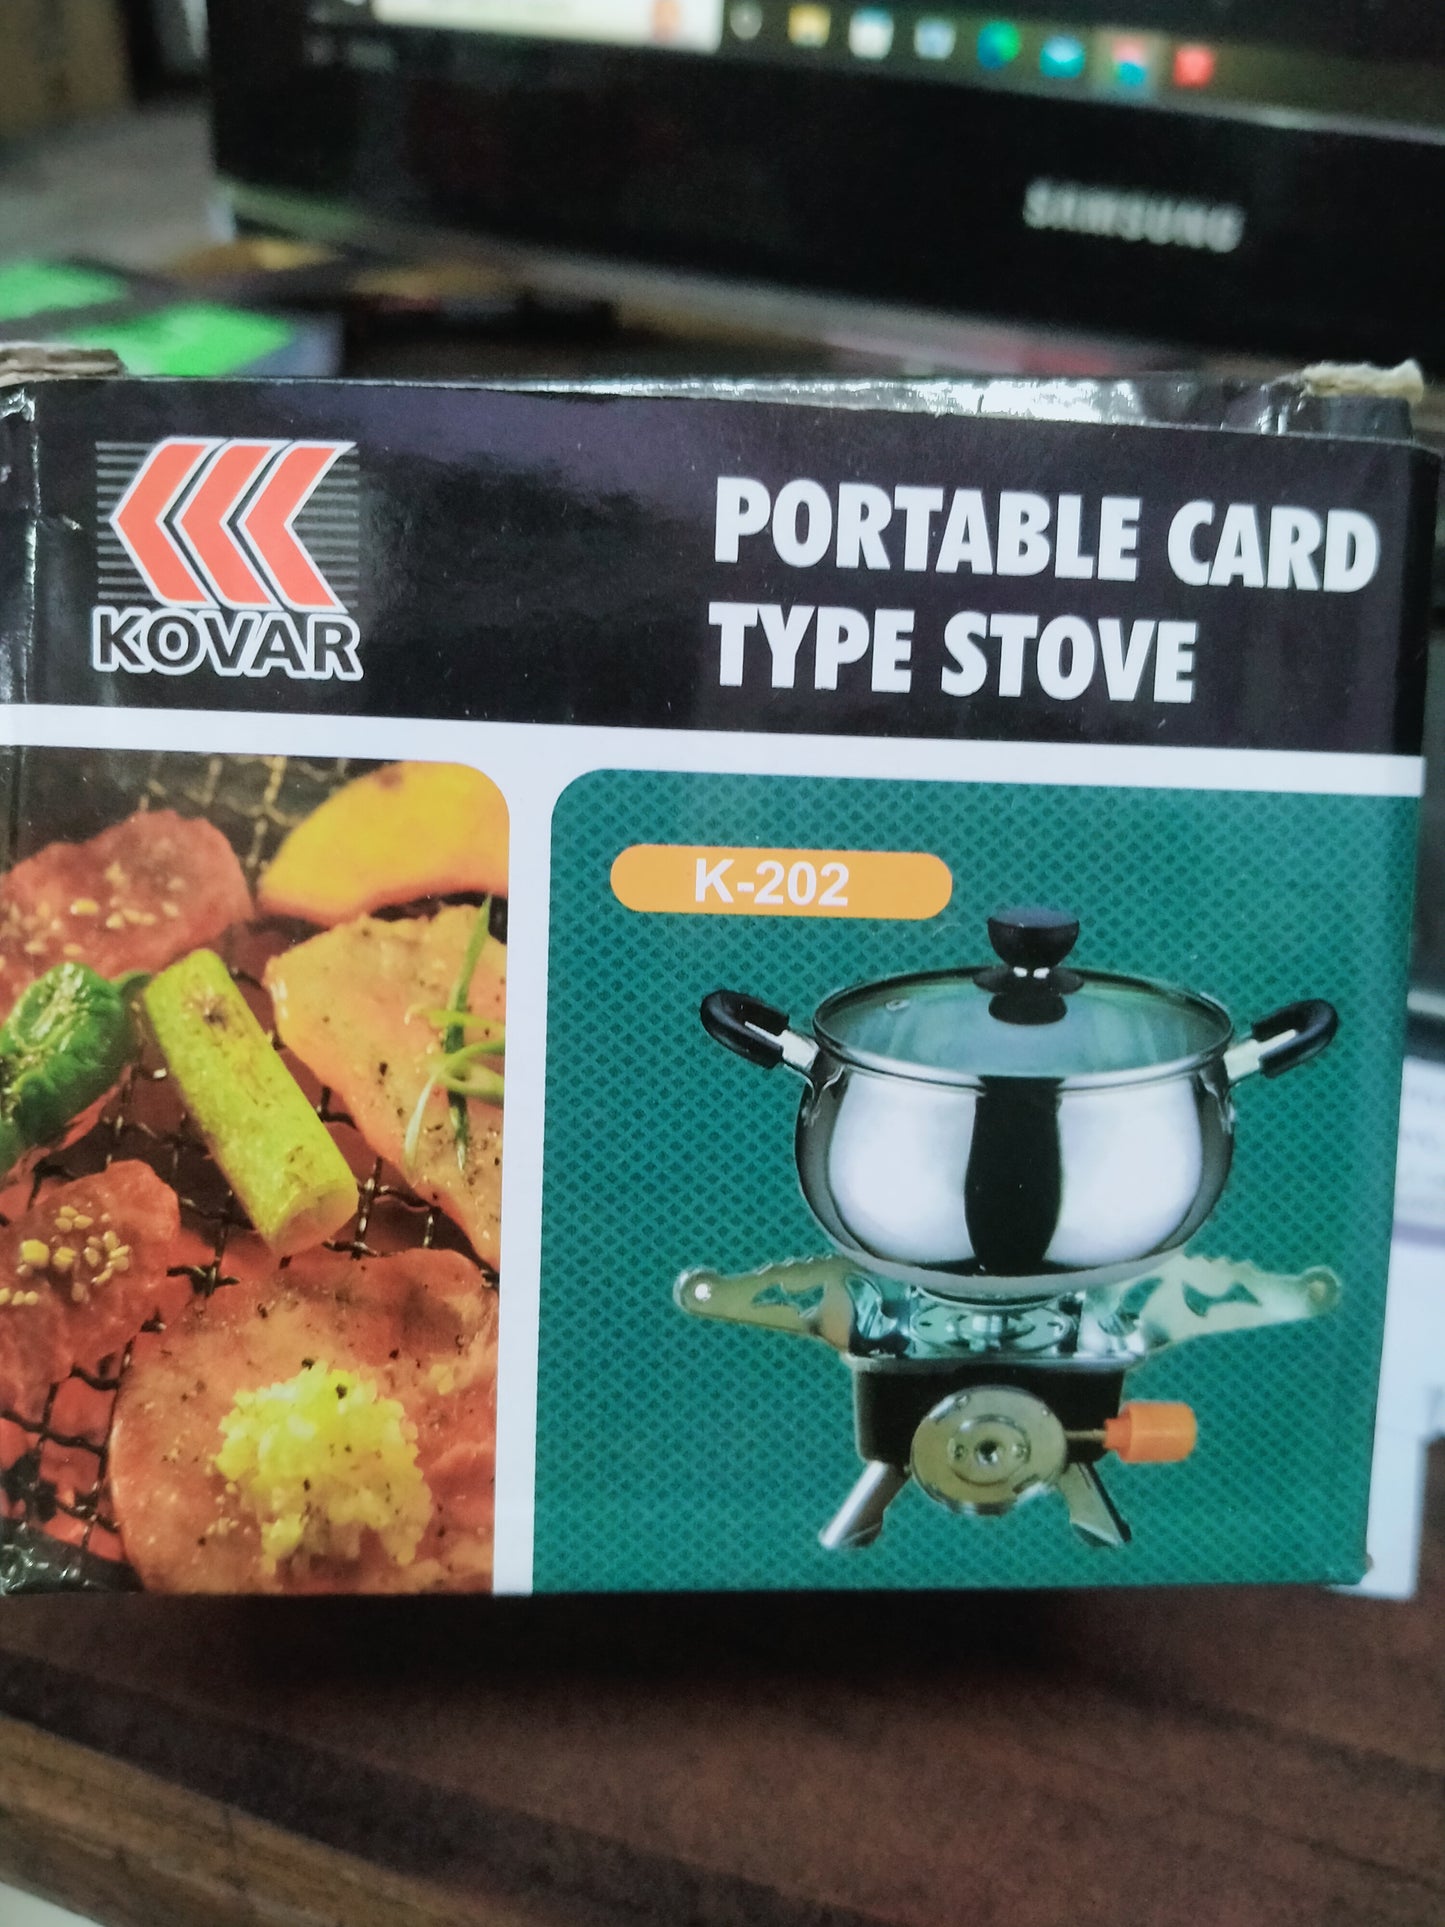 SAMSUNG
KOVAR
PORTABLE CARD
TYPE STOVE
K-202